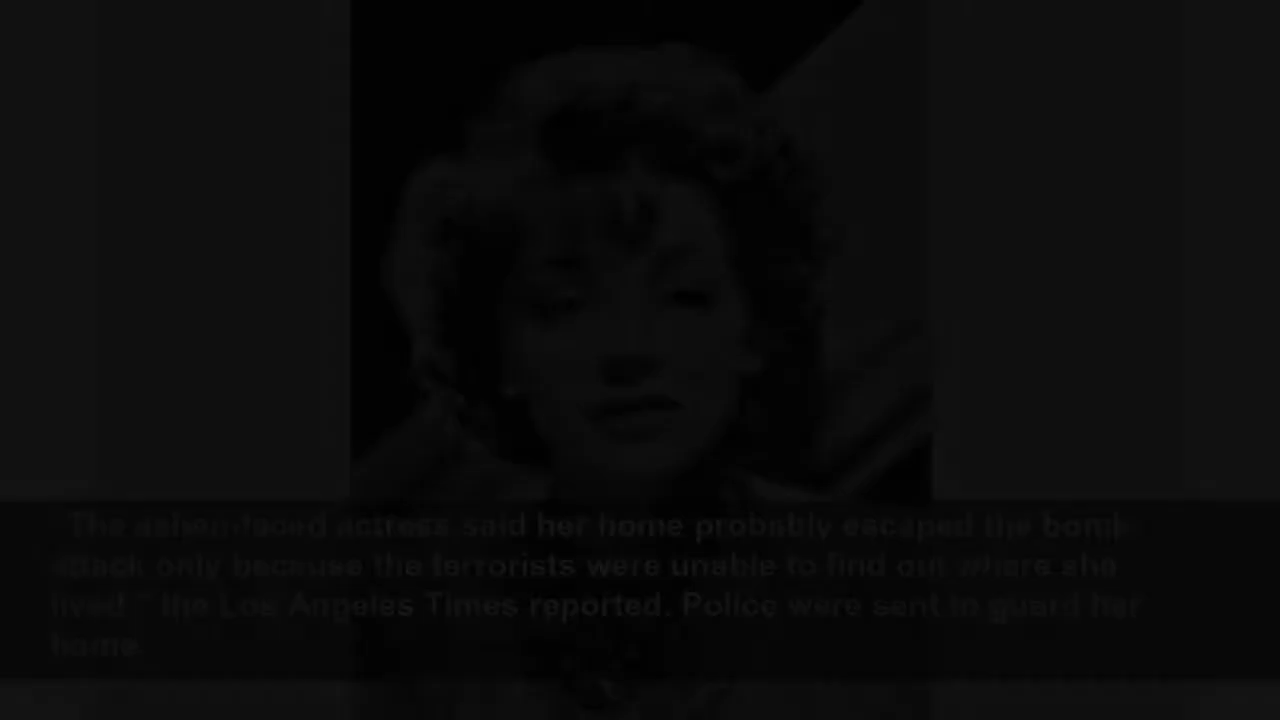 "The ashen-faced actress said her home probably escaped the bomb
attack only because the terrorists were unable to find out where she
lived," the Los Angeles Times reported. Police were sent to guard her
home.